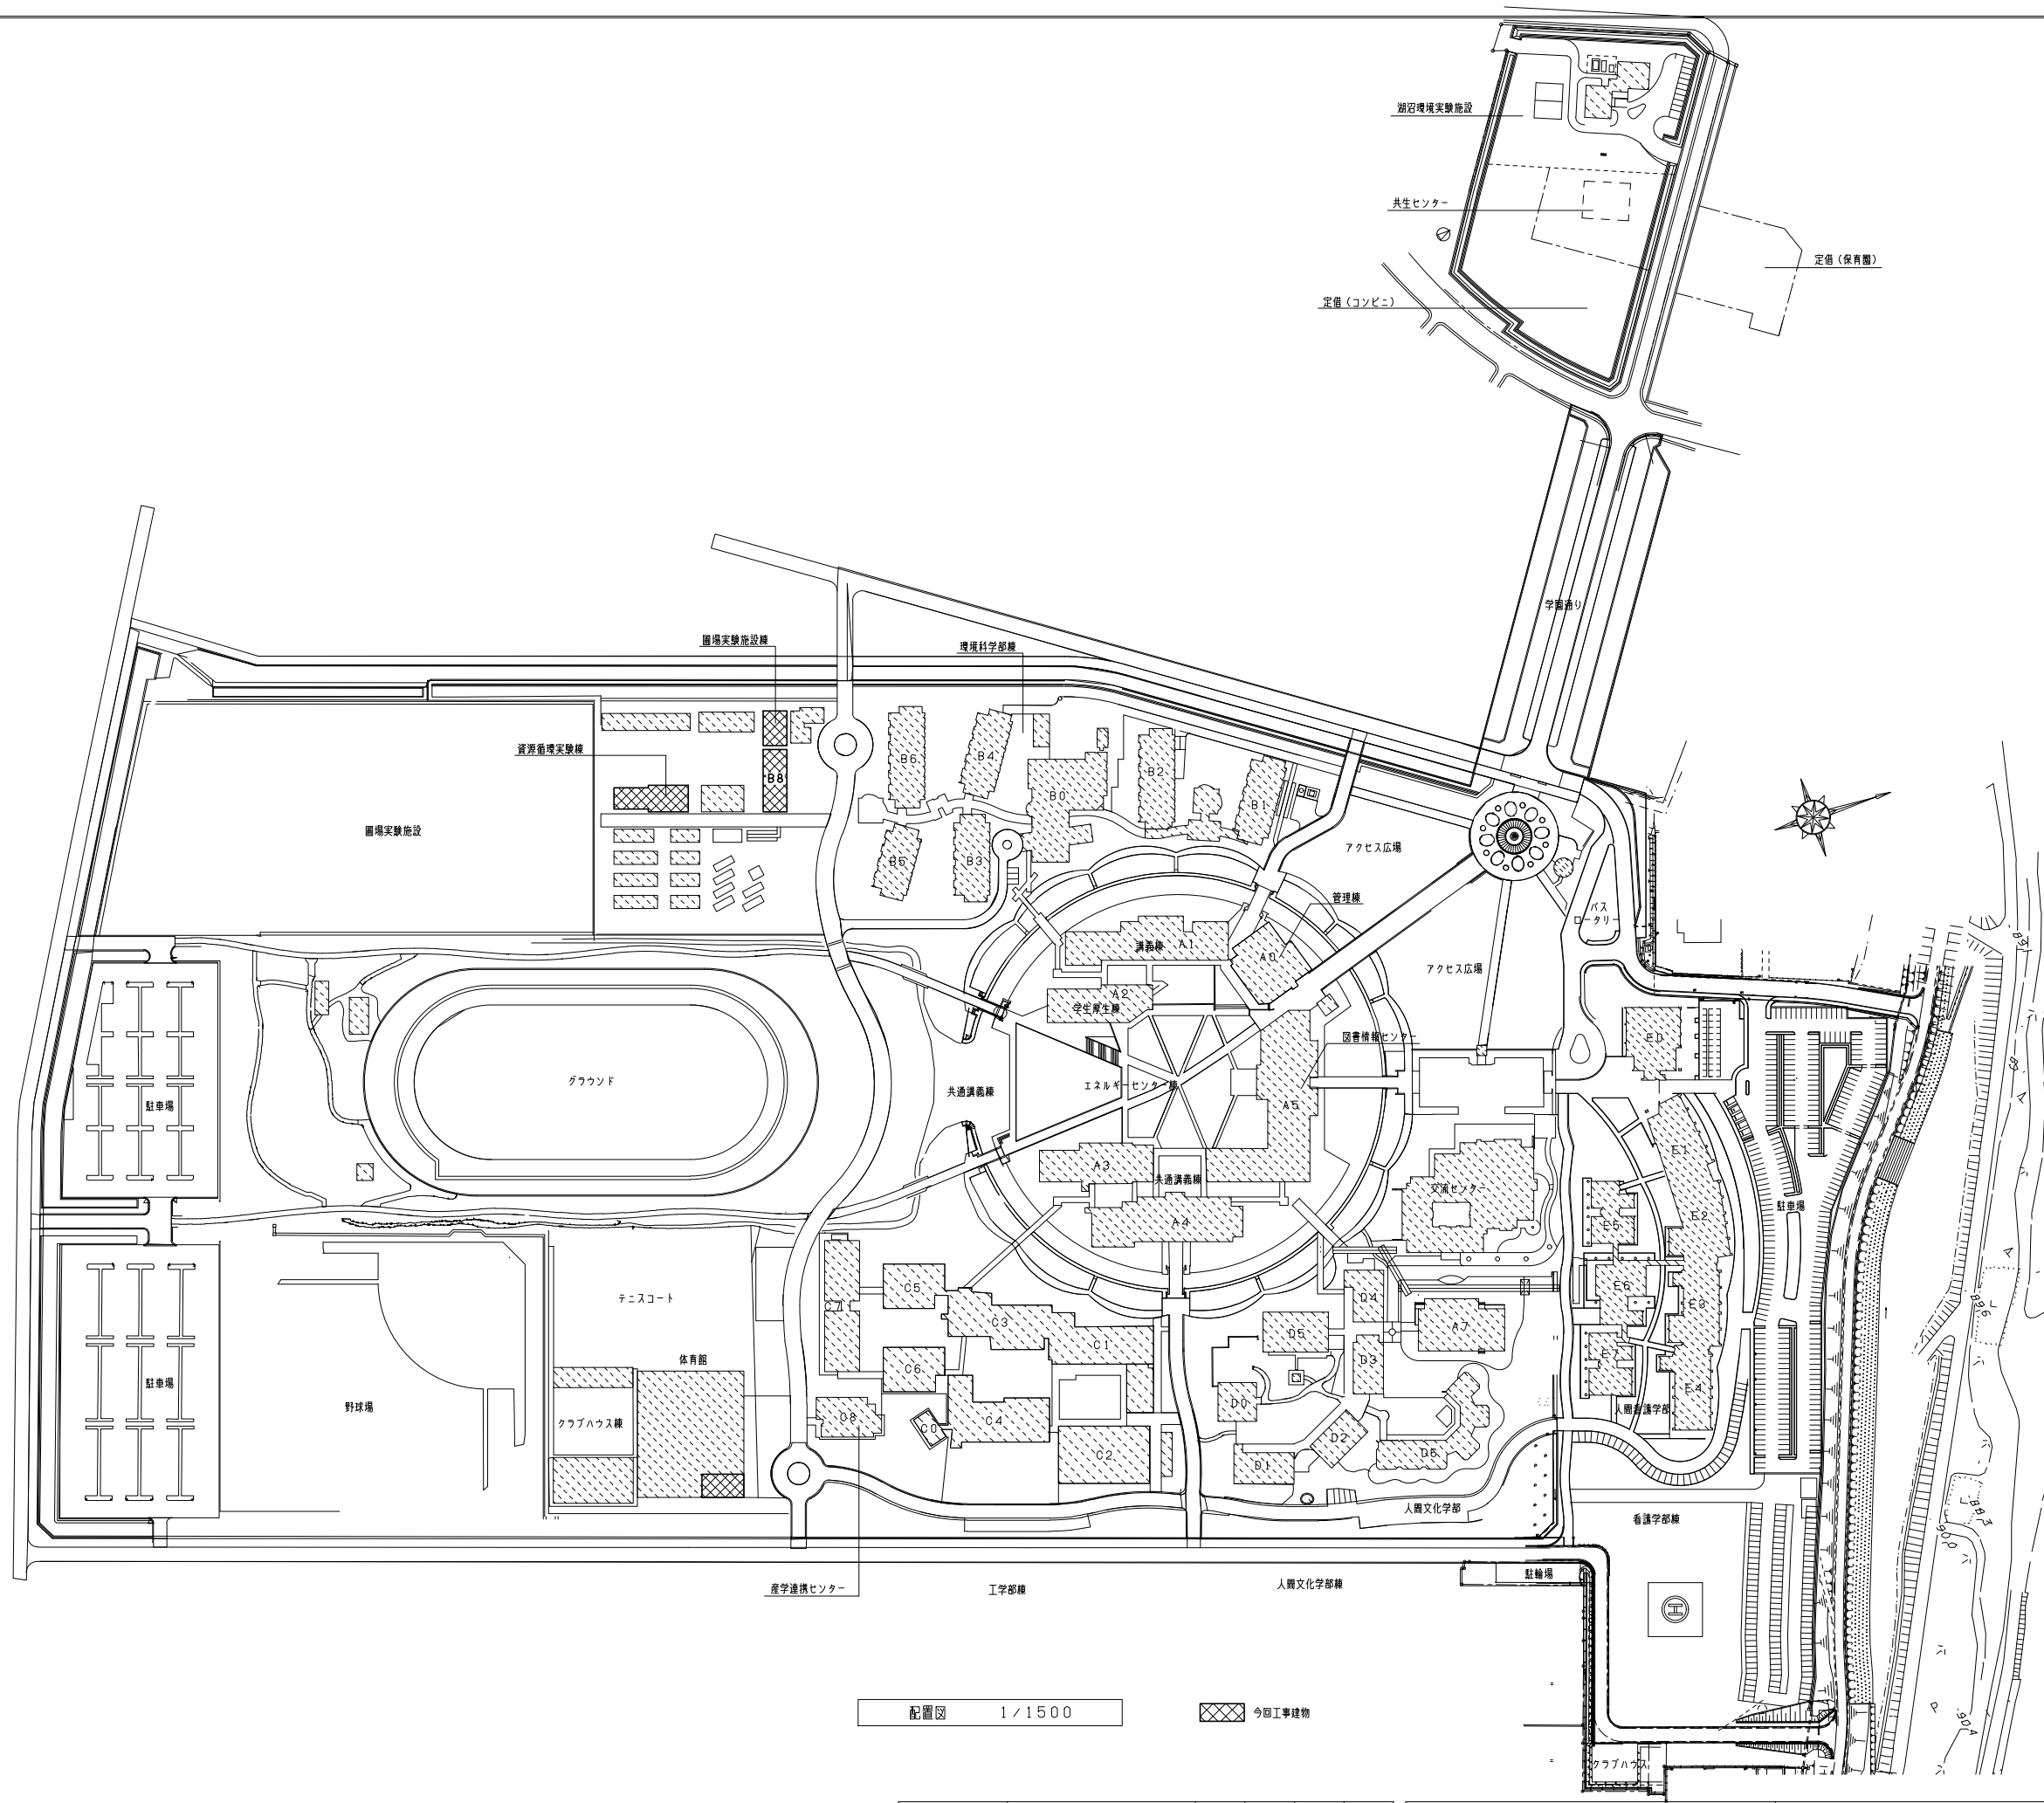 湖沼環境実験施設
共生センター
定借（保育園）
定借（コンビニ）
学園通り
圃場実験施設棟
環境科学部棟
資源循環実験棟
B6
B4
B8
B2
B0
B1
圃場実験施設
B5
B3
アクセス広場
管理棟
バス
ロータリー
講義棟
A1
A0
アクセス広場
A2
学生厚生棟
図書情報センター
E0
グラウンド
エネルギーセンター棟
共通講義棟
駐車場
A5
E1
A3
共通講義棟
交流センター
駐車場
A4
E5
E2
テニスコート
C5
C7
C3
D4
E6
E3
C1
D5
A7
体育館
C6
D3
E7
駐車場
E4
野球場
クラブハウス棟
C8
C0
C4
D0
人間看護学部
D2
C2
D1
D6
人間文化学部
看護学部棟
産学連携センター
工学部棟
人間文化学部棟
駐輪場
H
配置図 1/1500
今回工事建物
クラブハウス
891
896
883
900
904